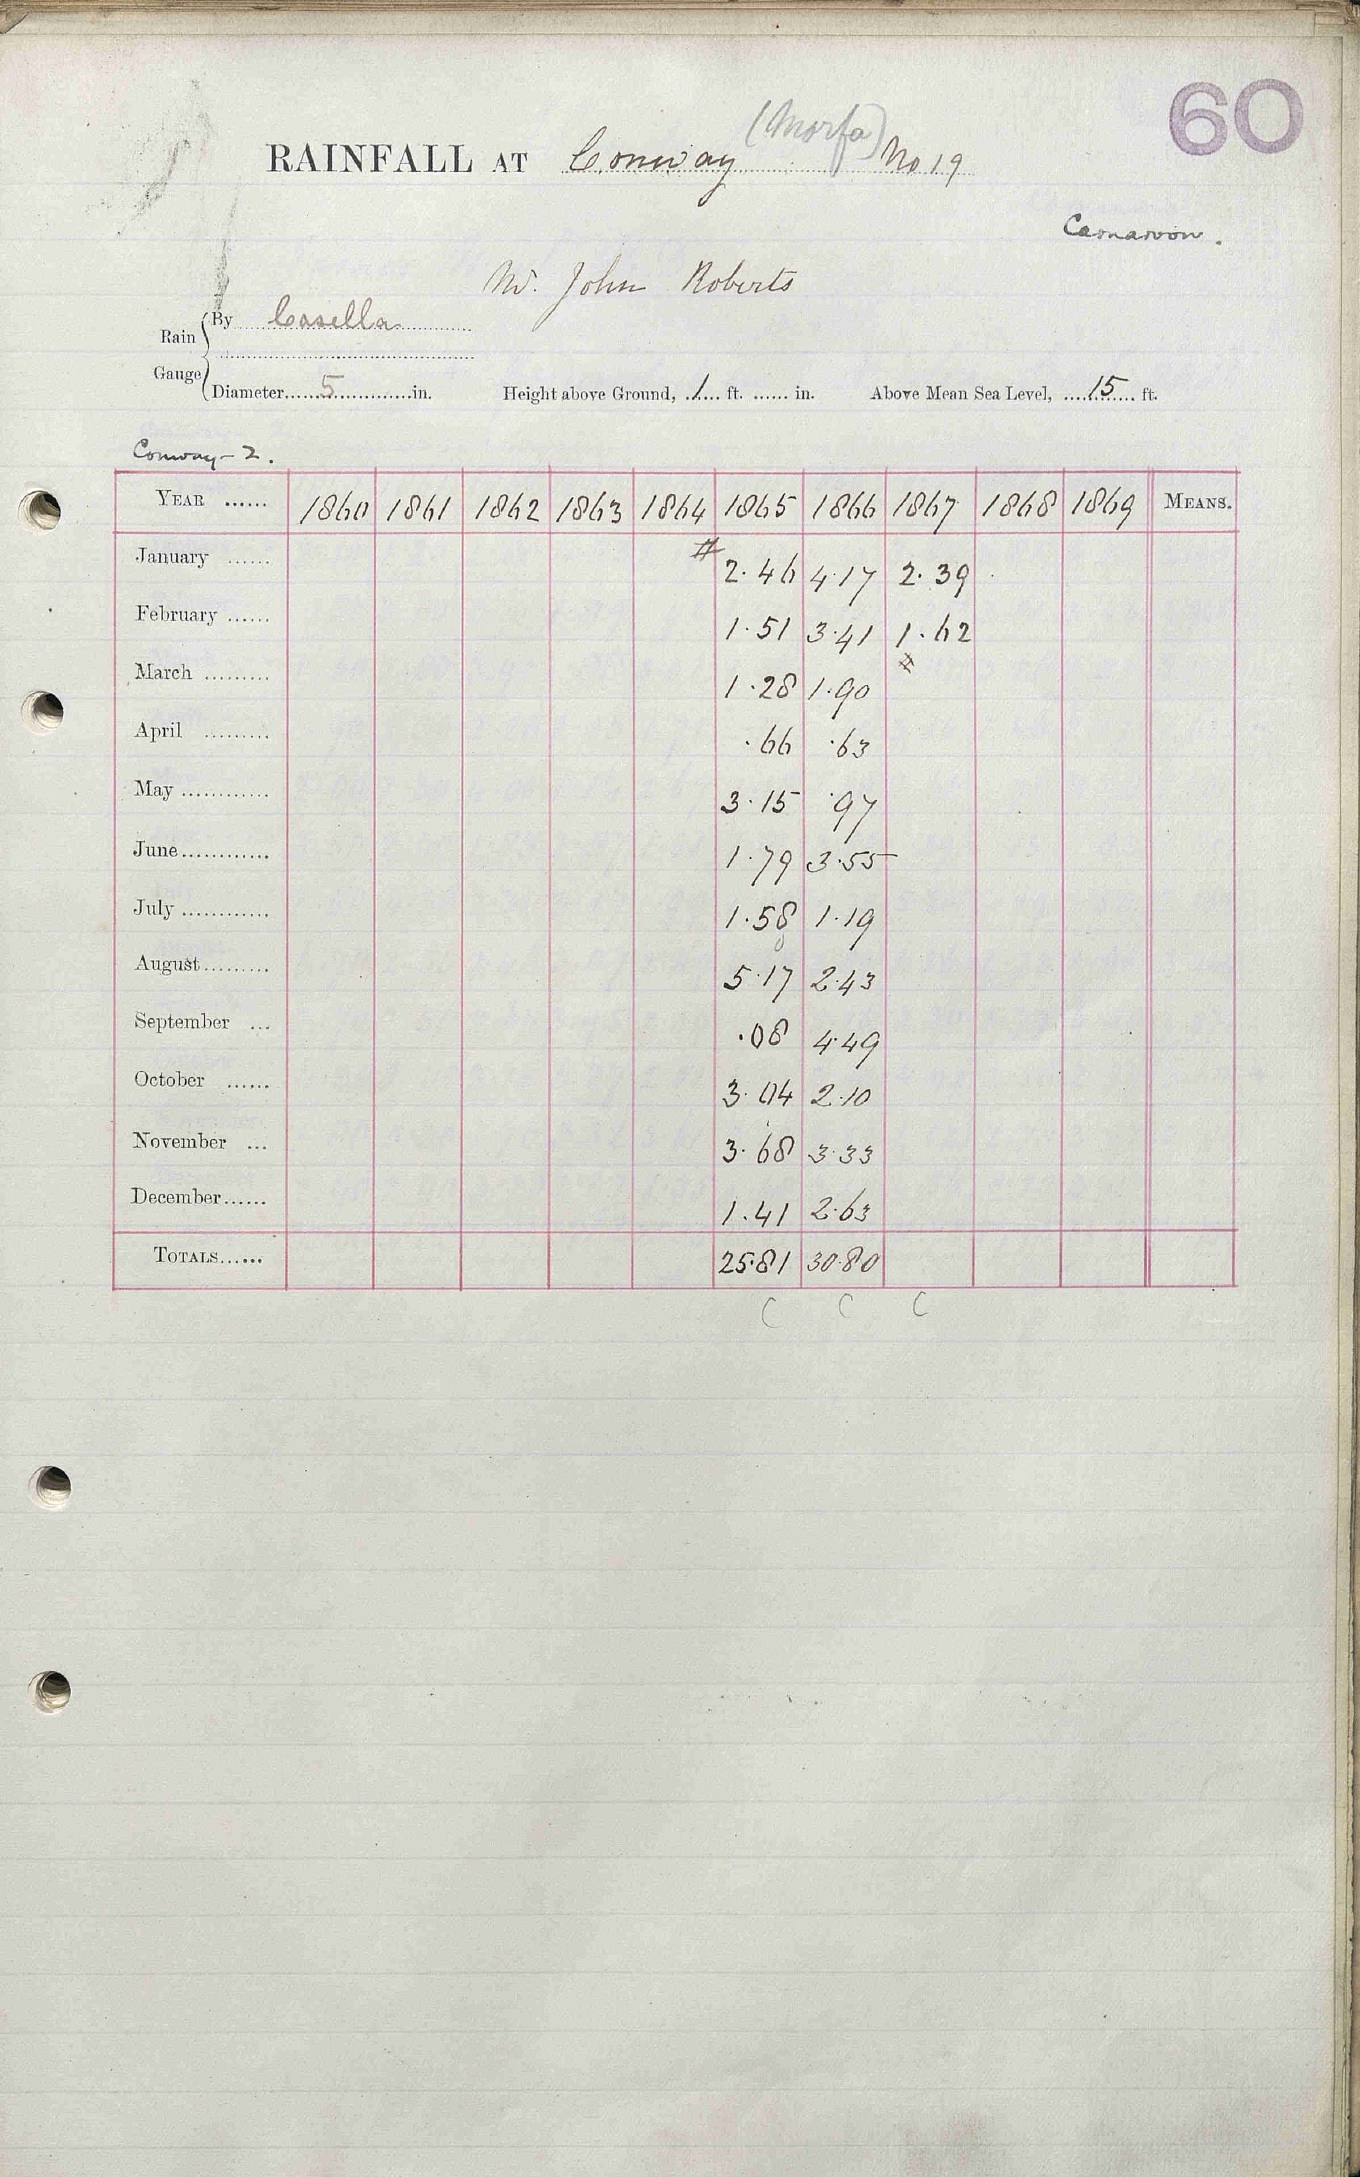 60
RAINFALL AT Conway (Morfa) No 19
Carnarvon.
Mr. John Roberts
Rain Gauge By Casella
Diameter 5 in. Height above Ground, 1 ft. in. Above Mean Sea Level, 15 ft.
Conway - 2.
YEAR 1860 1861 1862 1863 1864 1865 1866 1867 1868 1869 MEANS.
January # 2.46 4.17 2.39
February 1.51 3.41 1.62
March 1.28 1.90 #
April .66 .63
May 3.15 .97
June 1.79 3.55
July 1.58 1.19
August 5.17 2.43
September .08 4.49
October 3.04 2.10
November 3.68 3.33
December 1.41 2.63
TOTALS 25.81 30.80
C C C